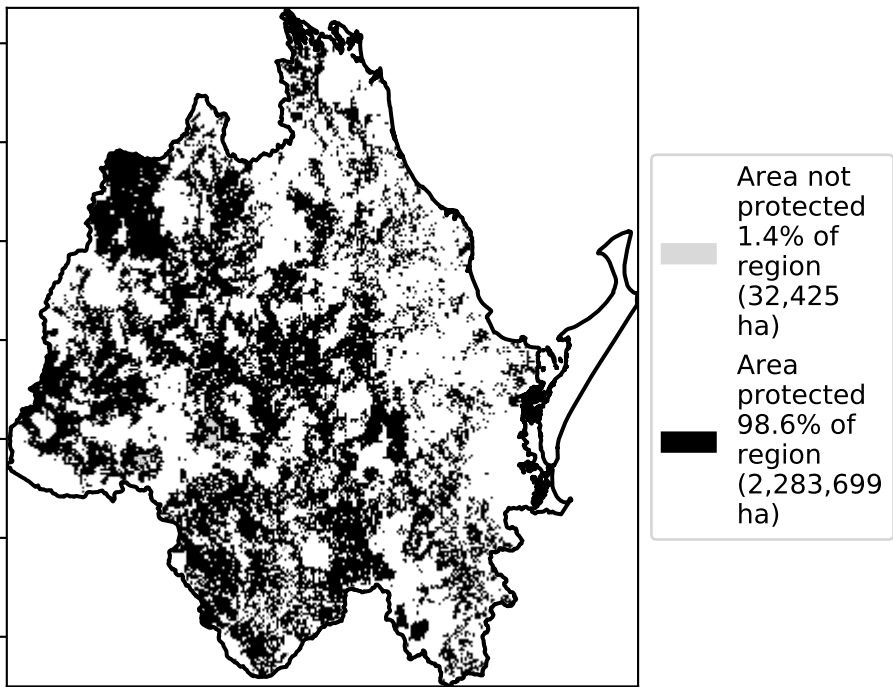 Area not
protected
1.4% of
region
(32,425
ha)
Area
protected
98.6% of
region
(2,283,699
ha)